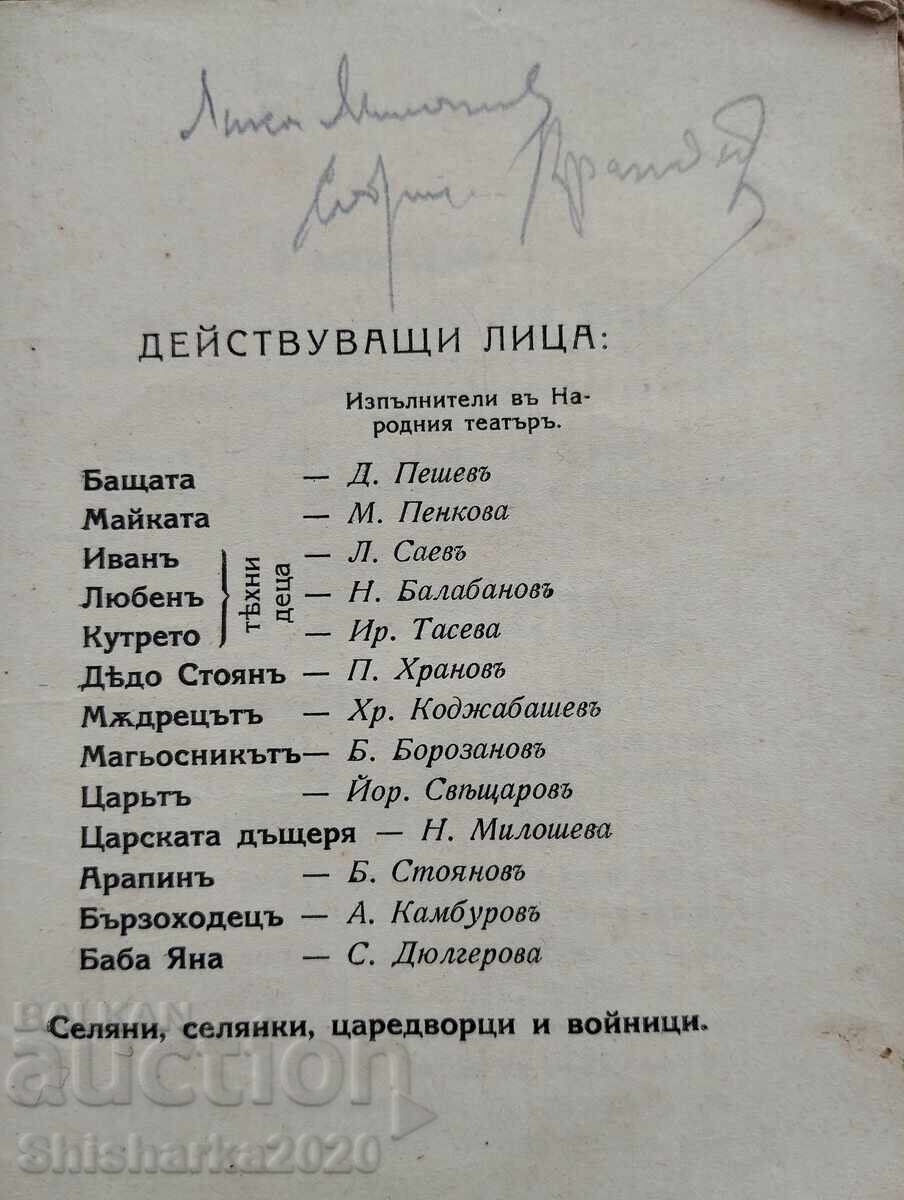 ДЕЙСТВУВАЩИ ЛИЦА:
Изпълнители въ На-
родния театъръ.
Бащата — Д. Пешевъ
Майката — М. Пенкова
Иванъ — Л. Саевъ
Любенъ — Н. Балабановъ
Кутрето — Ир. Тасева
тѣхни
деца
Дѣдо Стоянъ — П. Храновъ
Мѫдрецътъ — Хр. Коджабашевъ
Магьосникътъ — Б. Борозановъ
Царьтъ — Йор. Свѣщаровъ
Царската дъщеря — Н. Милошева
Арапинъ — Б. Стояновъ
Бързоходецъ — А. Камбуровъ
Баба Яна — С. Дюлгерова
Селяни, селянки, царедворци и войници.
BALKAN
auction
Shisharka2020